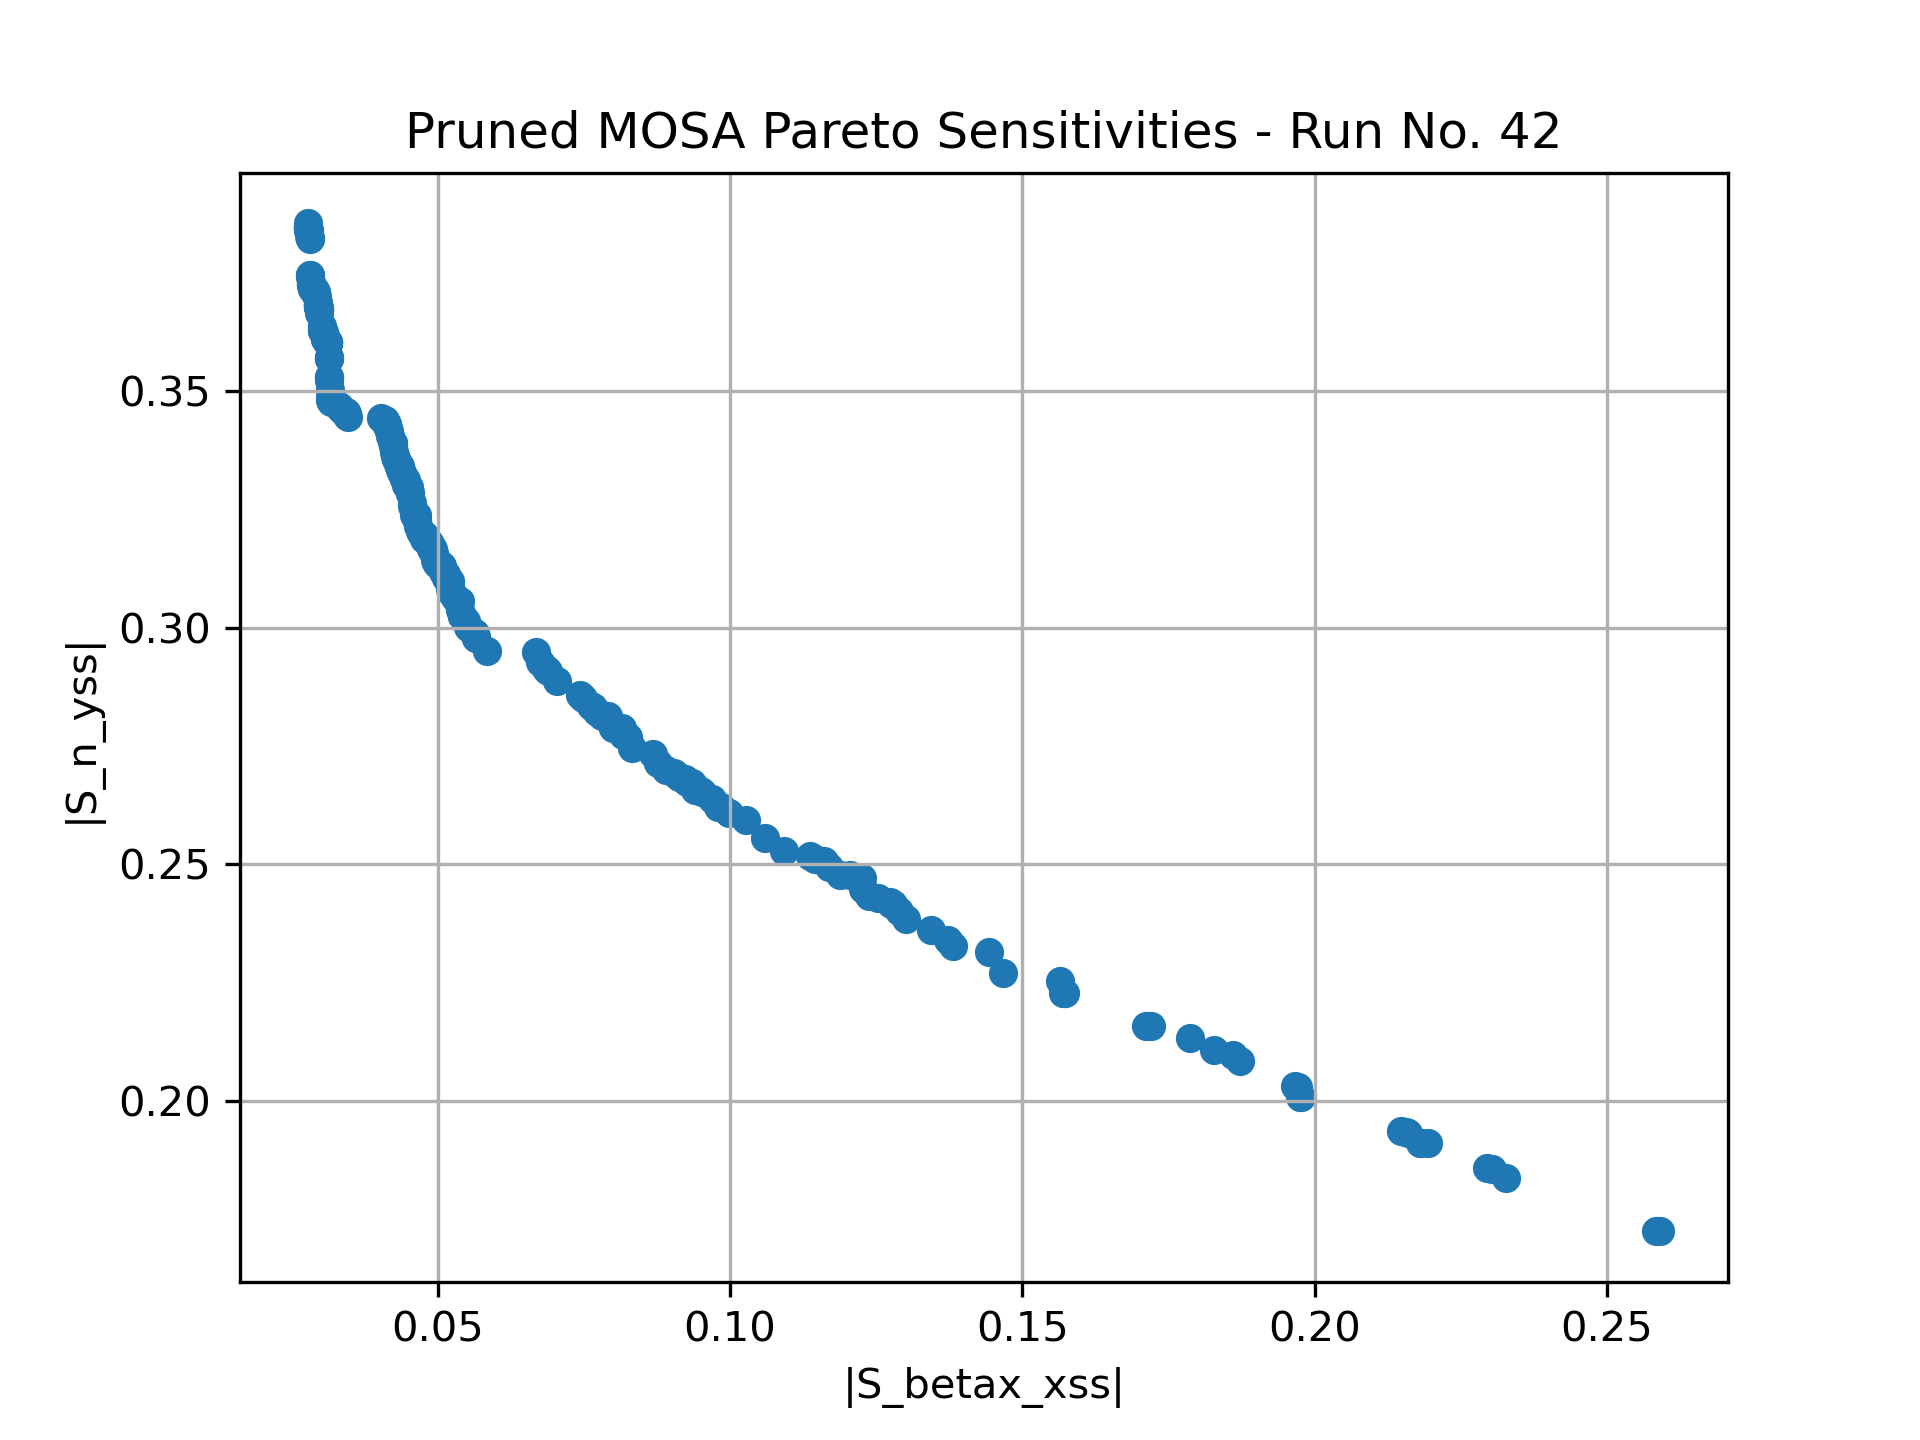 Pruned MOSA Pareto Sensitivities - Run No. 42
|S_n_yss|
0.35
0.30
0.25
0.20
0.05 0.10 0.15 0.20 0.25
|S_betax_xss|